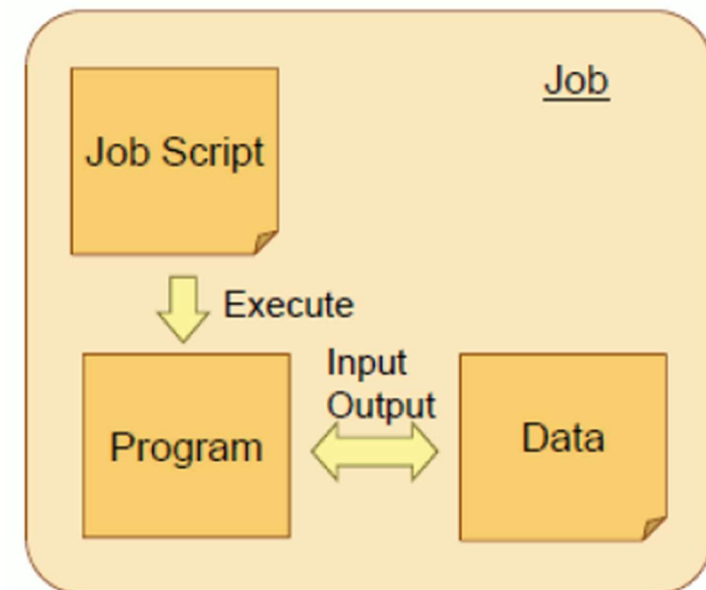 Job
Job Script
Execute
Input
Output
Program
Data